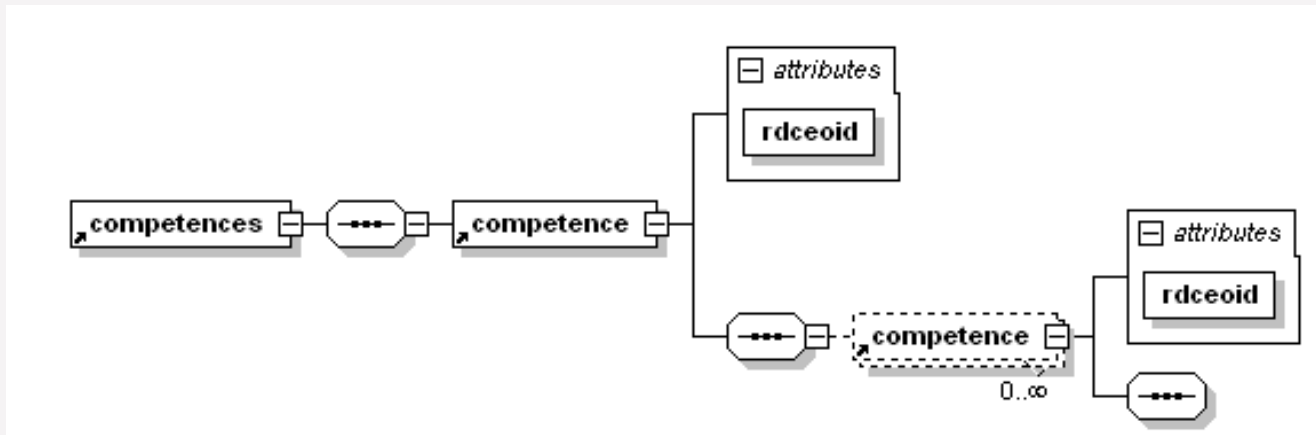 attributes
rdceoid
competences
competence
attributes
rdceoid
competence
0..∞